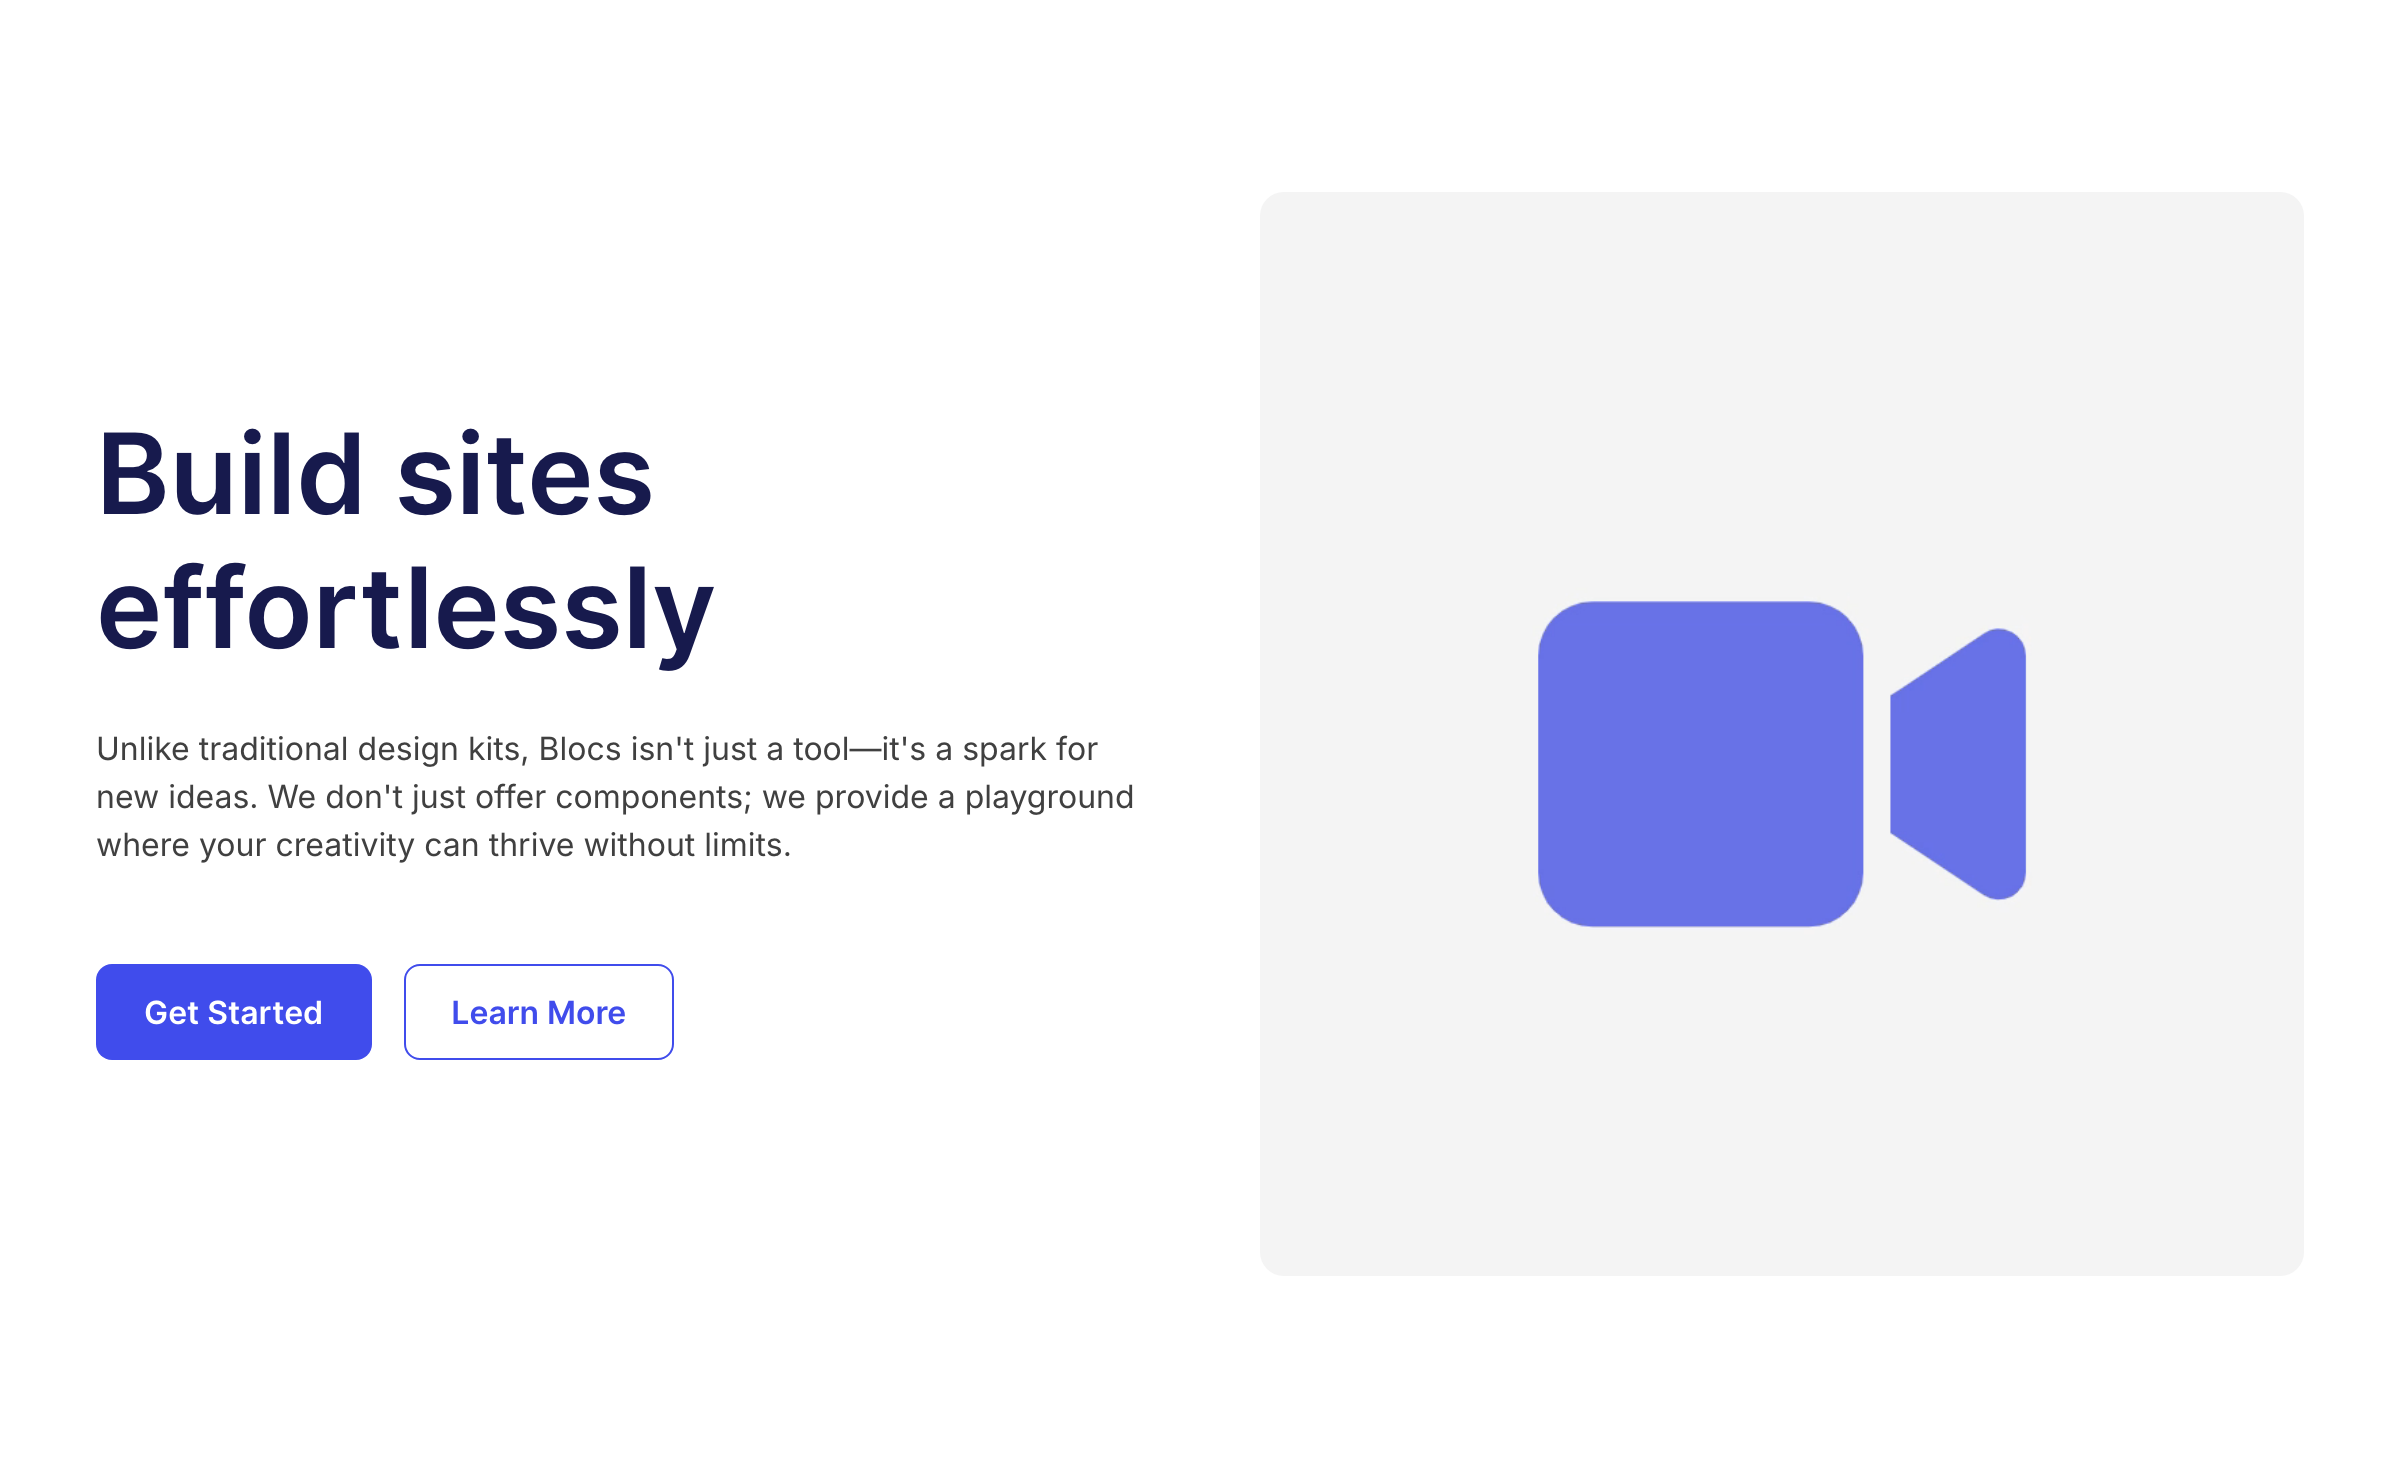 Build sites
effortlessly
Unlike traditional design kits, Blocs isn't just a tool—it's a spark for
new ideas. We don't just offer components; we provide a playground
where your creativity can thrive without limits.
Get Started
Learn More